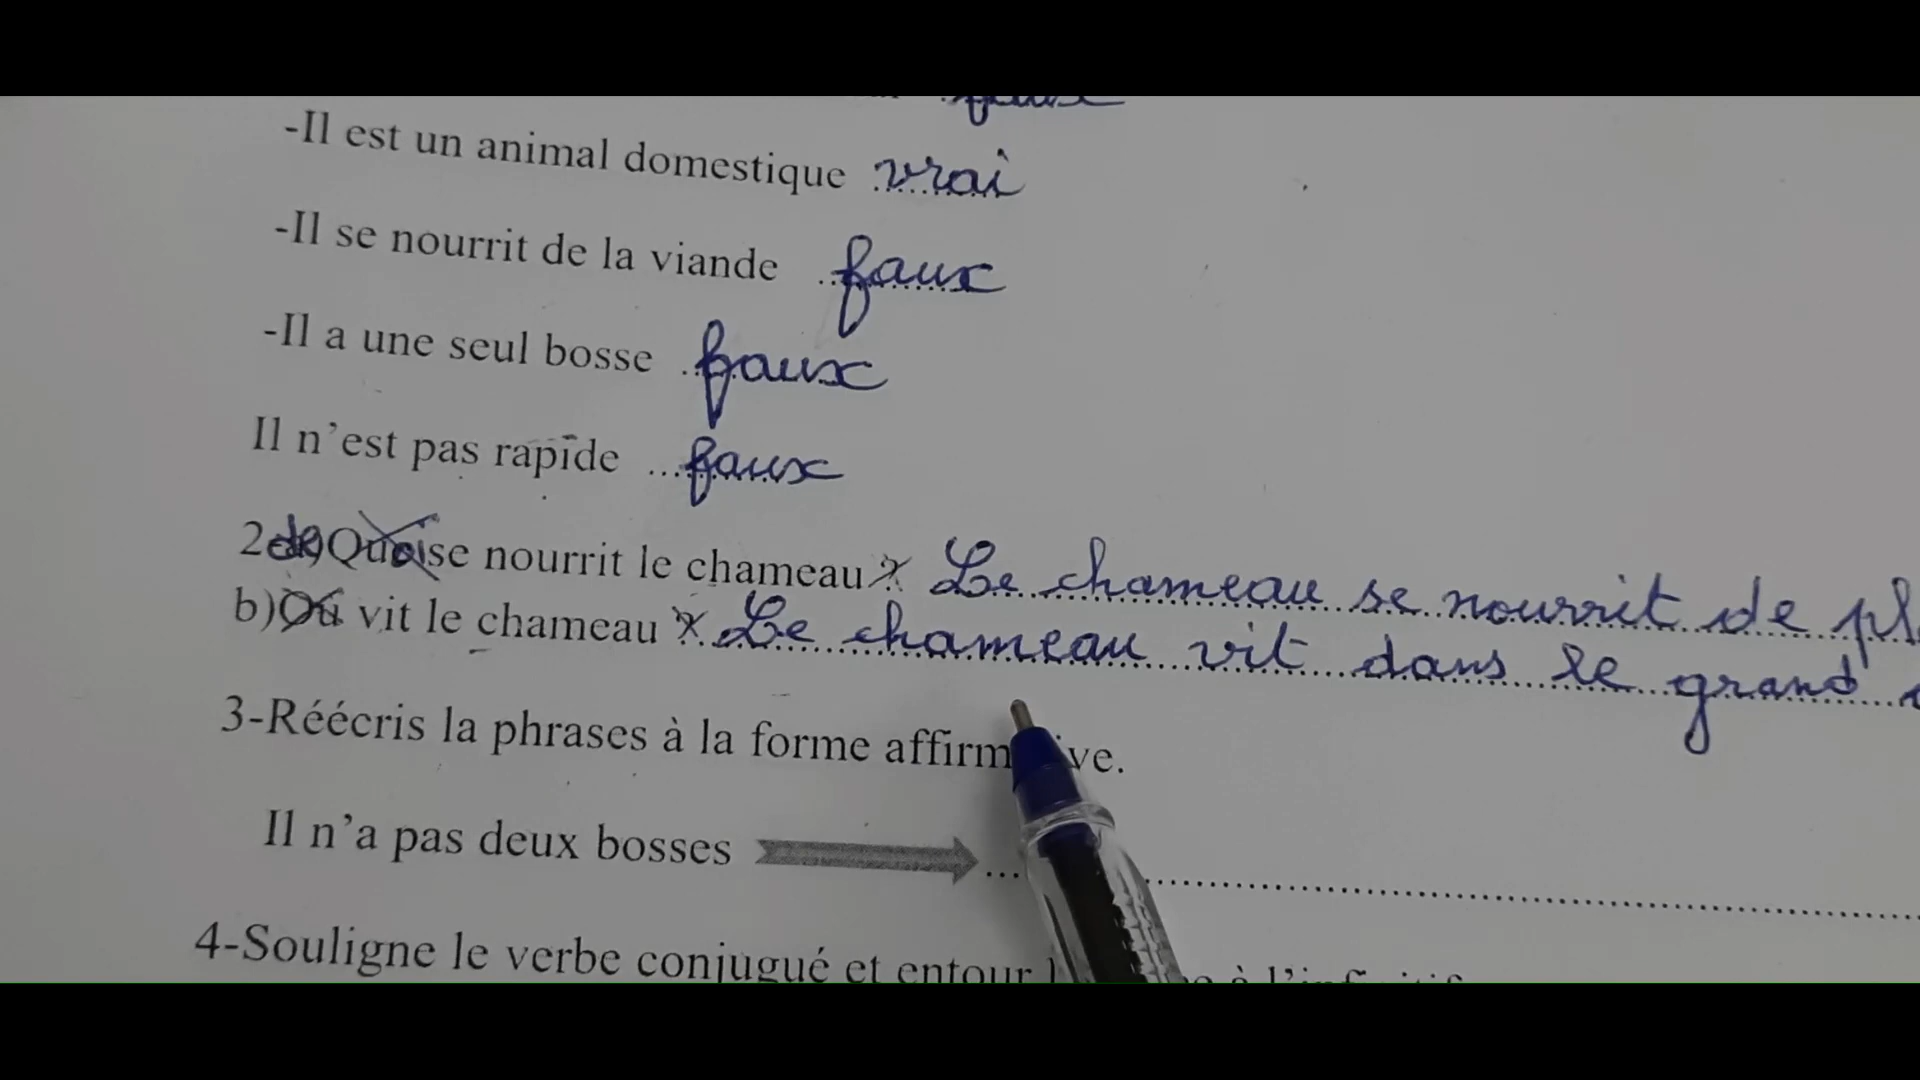 -Il est un animal domestique vrai
-Il se nourrit de la viande faux
-Il a une seul bosse faux
Il n'est pas rapide faux
2 de) Quoi se nourrit le chameau ? Le chameau se nourrit de pl
b) Où vit le chameau ? Le chameau vit dans le grand
3-Réécris la phrases à la forme affirm ve.
Il n'a pas deux bosses
4-Souligne le verbe conjugué et entour